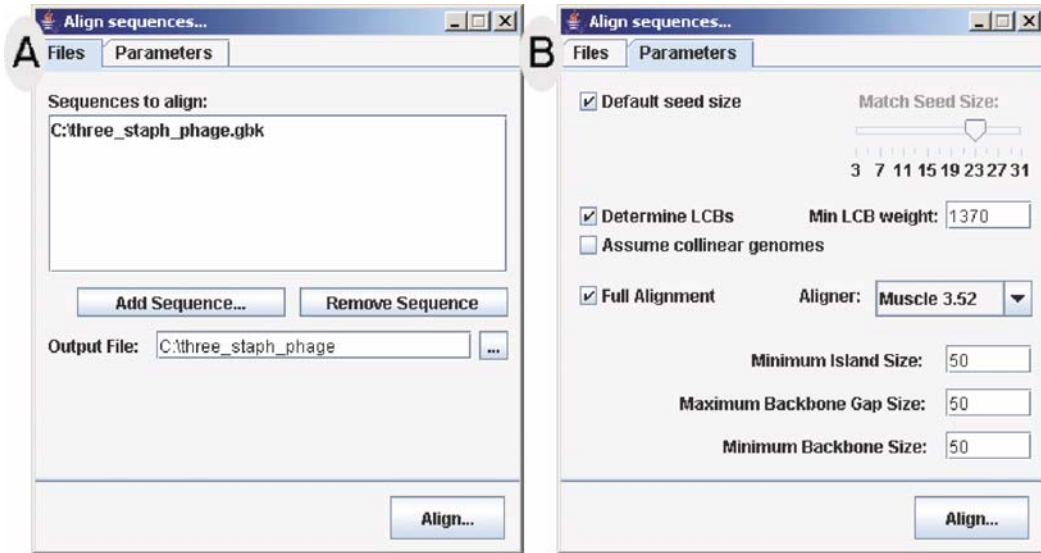 A
Align sequences...
Files Parameters
Sequences to align:
C:\three_staph_phage.gbk
Add Sequence... Remove Sequence
Output File: C:\three_staph_phage ...
Align...
B
Align sequences...
Files Parameters
Default seed size Match Seed Size:
3 7 11 15 19 23 27 31
Determine LCBs Min LCB weight: 1370
Assume collinear genomes
Full Alignment Aligner: Muscle 3.52
Minimum Island Size: 50
Maximum Backbone Gap Size: 50
Minimum Backbone Size: 50
Align...